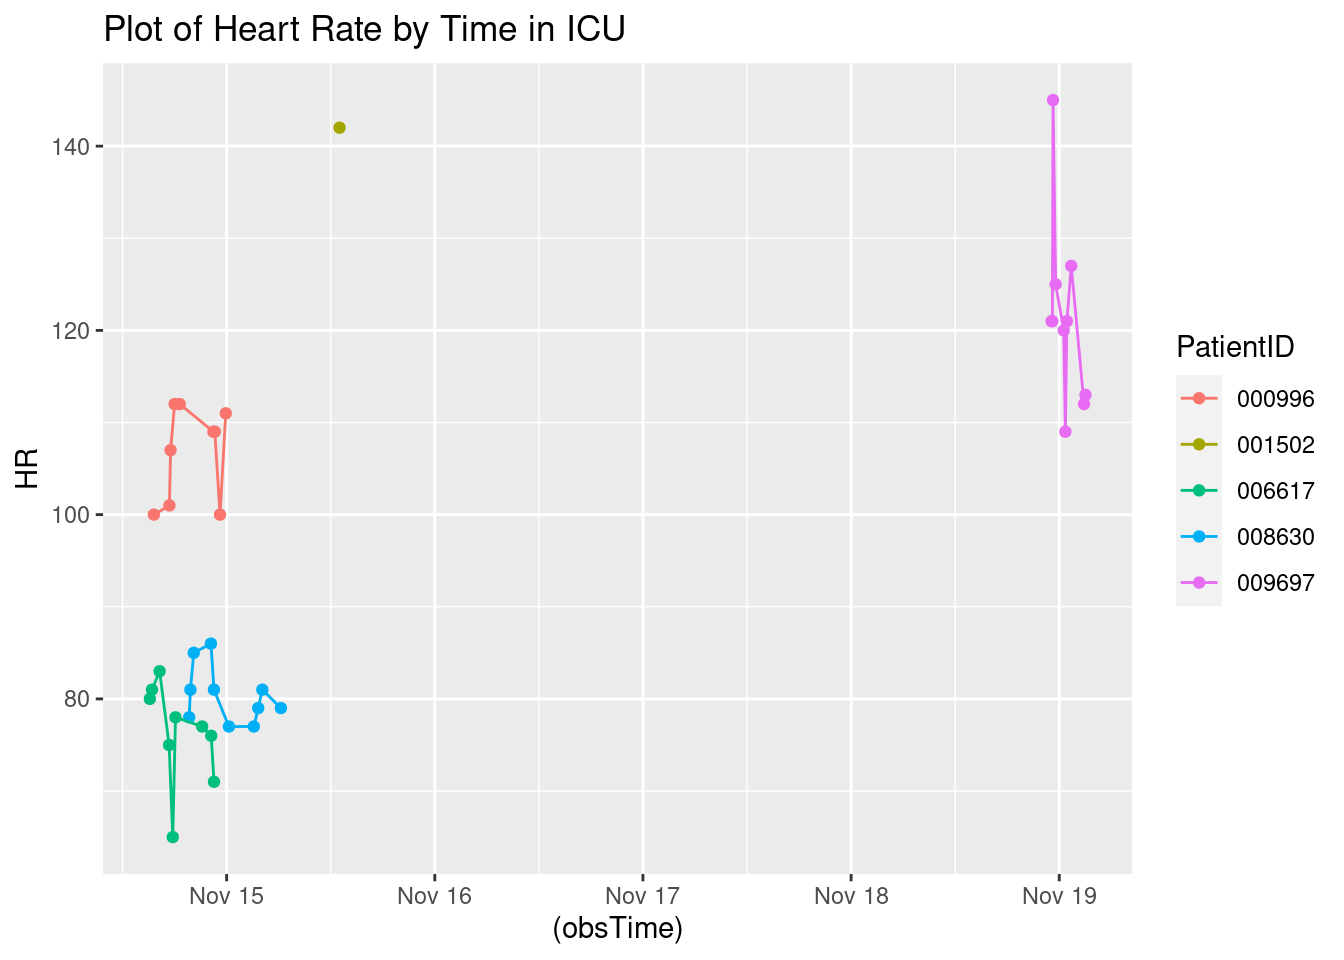 Plot of Heart Rate by Time in ICU
140
120
100
80
HR
Nov 15
Nov 16
Nov 17
Nov 18
Nov 19
(obsTime)
PatientID
000996
001502
006617
008630
009697